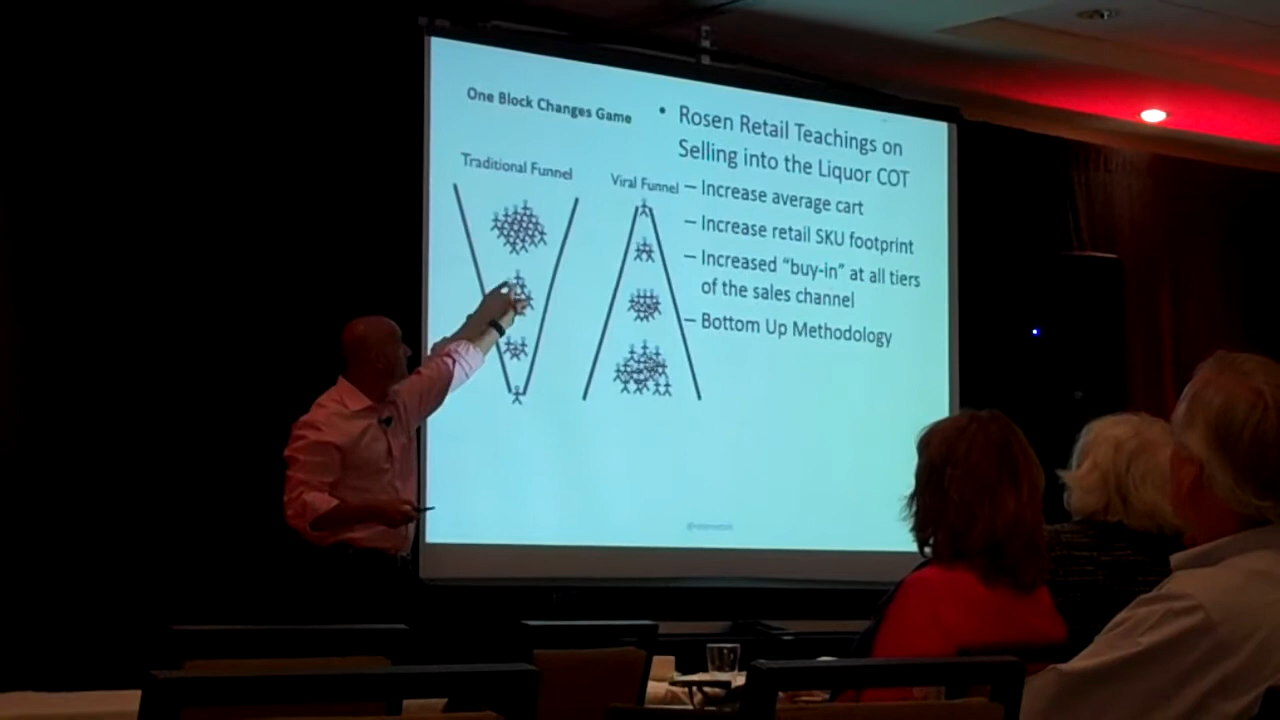 One Block Changes Game
Traditional Funnel
Viral Funnel
• Rosen Retail Teachings on
Selling into the Liquor COT
– Increase average cart
– Increase retail SKU footprint
– Increased “buy-in” at all tiers
of the sales channel
– Bottom Up Methodology